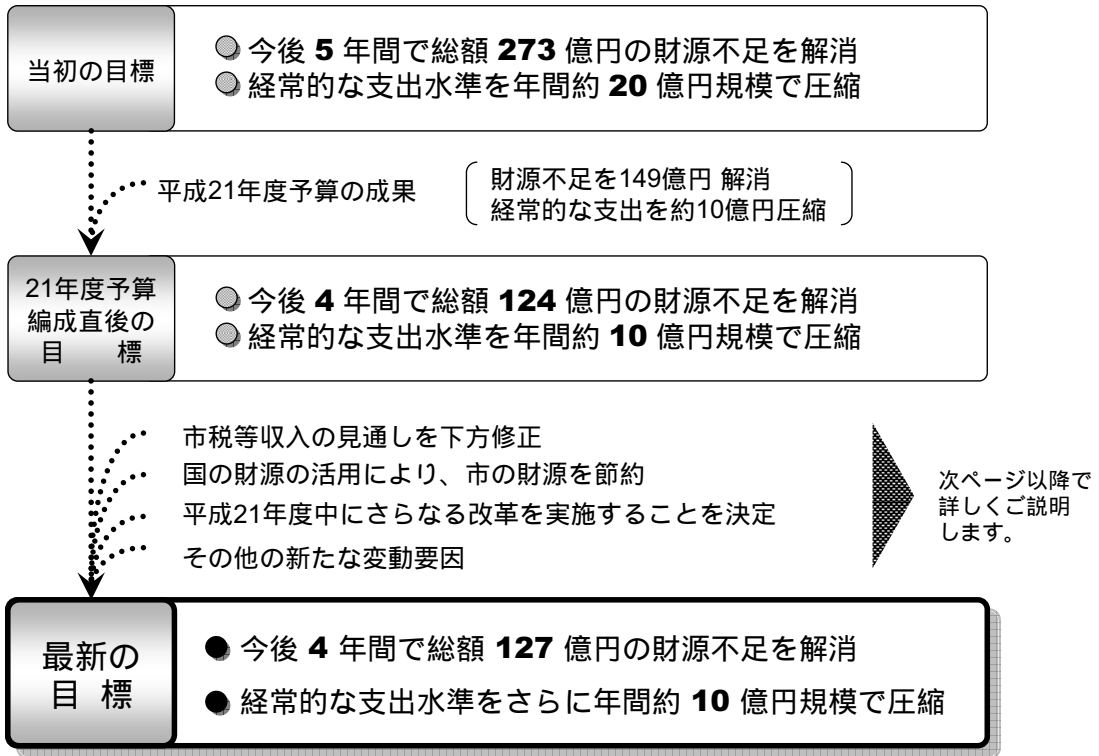 当初の目標
今後 5 年間で総額 273 億円の財源不足を解消
経常的な支出水準を年間約 20 億円規模で圧縮
平成21年度予算の成果
財源不足を149億円 解消
経常的な支出を約10億円圧縮
21年度予算
編成直後の
目 標
今後 4 年間で総額 124 億円の財源不足を解消
経常的な支出水準を年間約 10 億円規模で圧縮
市税等収入の見通しを下方修正
国の財源の活用により、市の財源を節約
平成21年度中にさらなる改革を実施することを決定
その他の新たな変動要因
次ページ以降で
詳しくご説明
します。
最新の
目 標
今後 4 年間で総額 127 億円の財源不足を解消
経常的な支出水準をさらに年間約 10 億円規模で圧縮